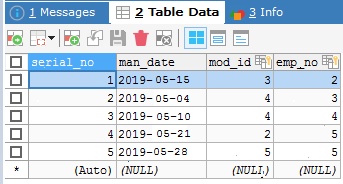 1 Messages 2 Table Data 3 Info
serial_no man_date mod_id emp_no
1 2019-05-15 3 2
2 2019-05-04 4 3
3 2019-05-10 4 4
4 2019-05-21 2 5
5 2019-05-28 5 5
* (Auto) (NULL) (NULL) (NULL)